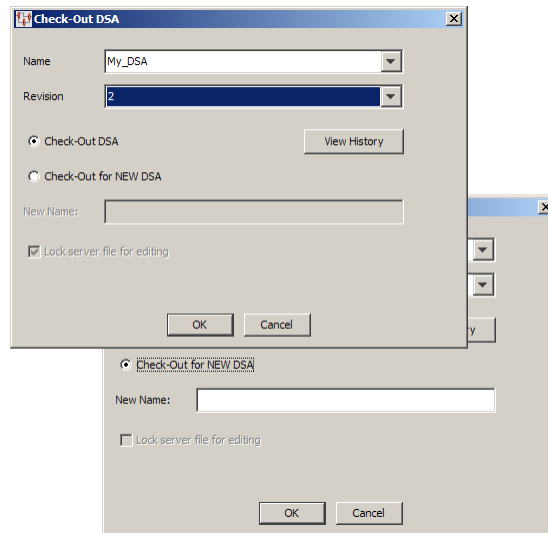 Check-Out DSA
Name My_DSA
Revision 2
Check-Out DSA View History
Check-Out for NEW DSA
New Name:
Lock server file for editing
OK Cancel
Check-Out for NEW DSA
New Name:
Lock server file for editing
OK Cancel